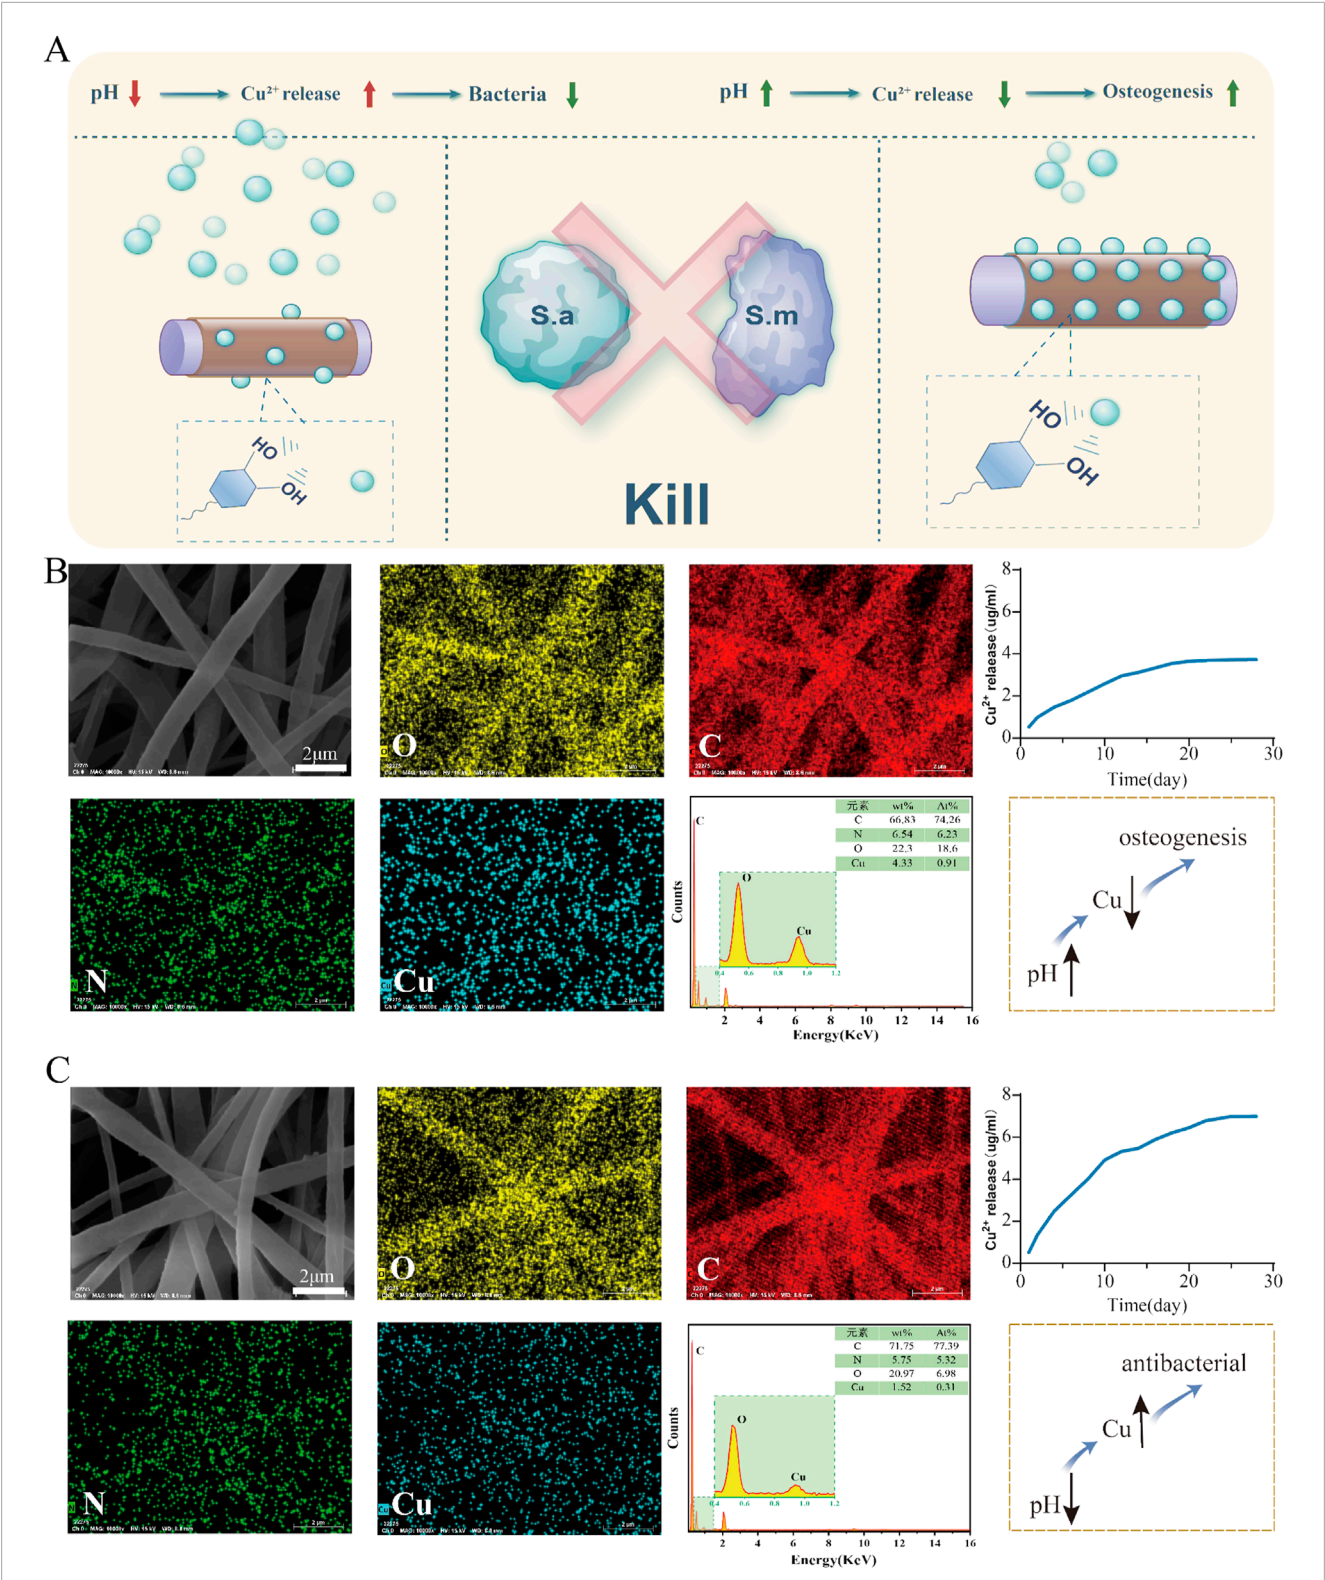 A
pH Cu²⁺ release Bacteria
pH Cu²⁺ release Osteogenesis
S.a
S.m
HO
OH
Kill
HO
OH
B
2μm
O
C
8
6
4
2
0
Cu²⁺ relaease (ug/ml)
0 10 20 30
Time(day)
N
Cu
元素 wt% At%
C 66.83 74.26
N 6.54 6.23
O 22.3 18.6
Cu 4.33 0.91
C
O
Cu
0.4 0.6 0.8 1.0 1.2
Counts
2 4 6 8 10 12 14 16
Energy(KeV)
osteogenesis
Cu
pH
C
2μm
O
C
8
6
4
2
0
Cu²⁺ relaease (ug/ml)
0 10 20 30
Time(day)
N
Cu
元素 wt% At%
C 71.75 77.39
N 5.75 5.32
O 20.97 6.98
Cu 1.52 0.31
C
O
Cu
0.4 0.6 0.8 1.0 1.2
Counts
2 4 6 8 10 12 14 16
Energy(KeV)
antibacterial
Cu
pH